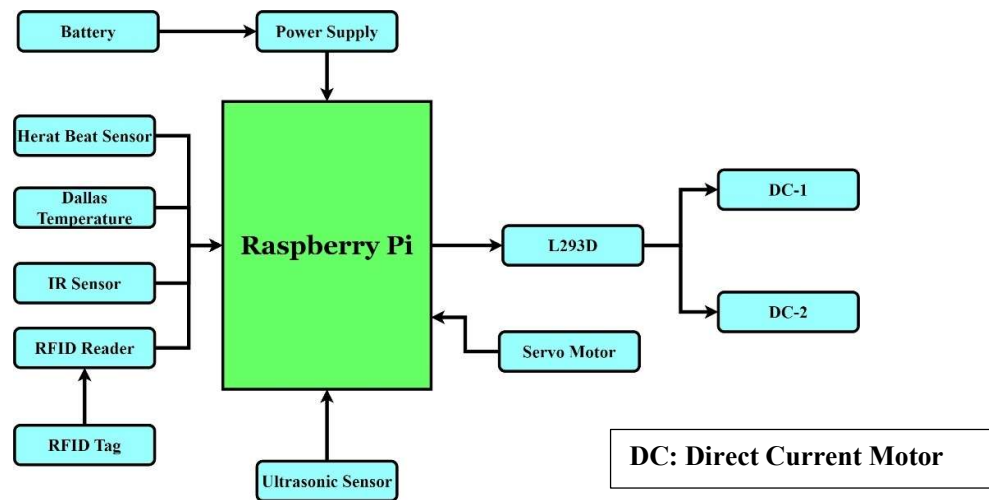 Battery
Power Supply
Herat Beat Sensor
Dallas
Temperature
IR Sensor
RFID Reader
RFID Tag
Raspberry Pi
Ultrasonic Sensor
L293D
Servo Motor
DC-1
DC-2
DC: Direct Current Motor